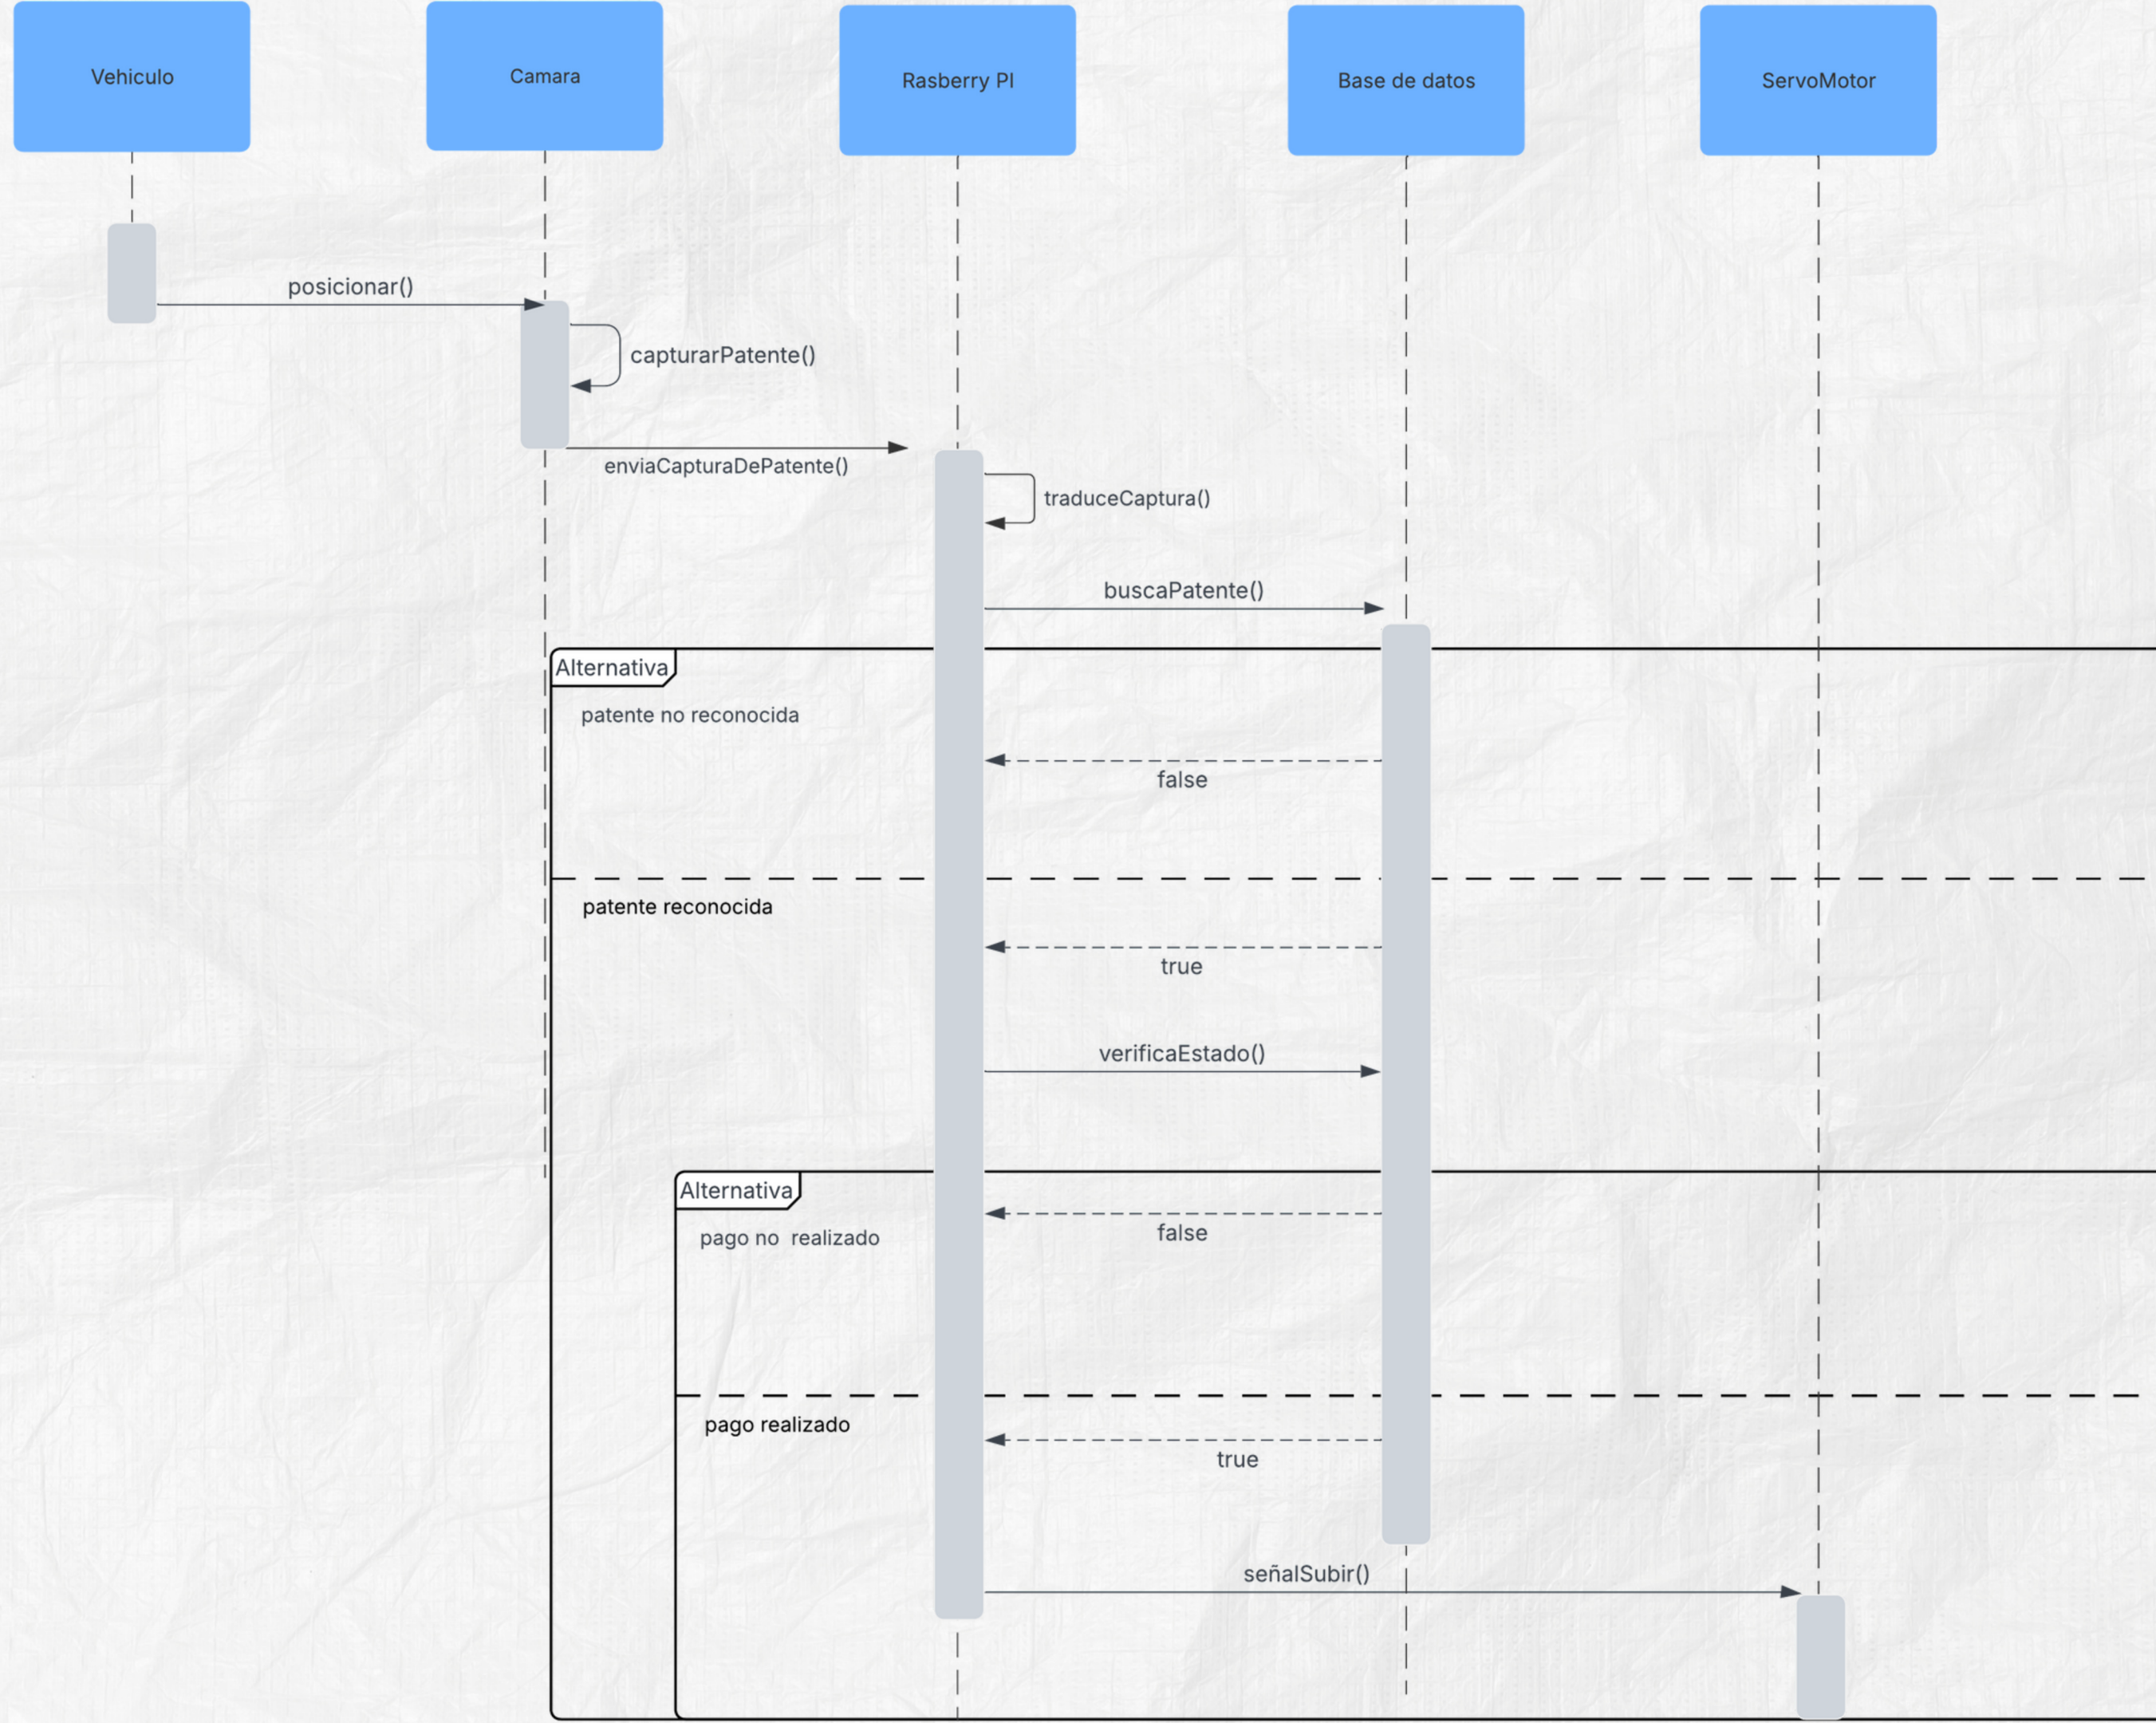 Vehiculo
Camara
Rasberry PI
Base de datos
ServoMotor
posicionar()
capturarPatente()
enviaCapturaDePatente()
traduceCaptura()
buscaPatente()
Alternativa
patente no reconocida
false
patente reconocida
true
verificaEstado()
Alternativa
false
pago no  realizado
pago realizado
true
señalSubir()